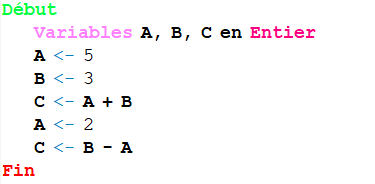 Début
Variables A, B, C en Entier
A <- 5
B <- 3
C <- A + B
A <- 2
C <- B - A
Fin